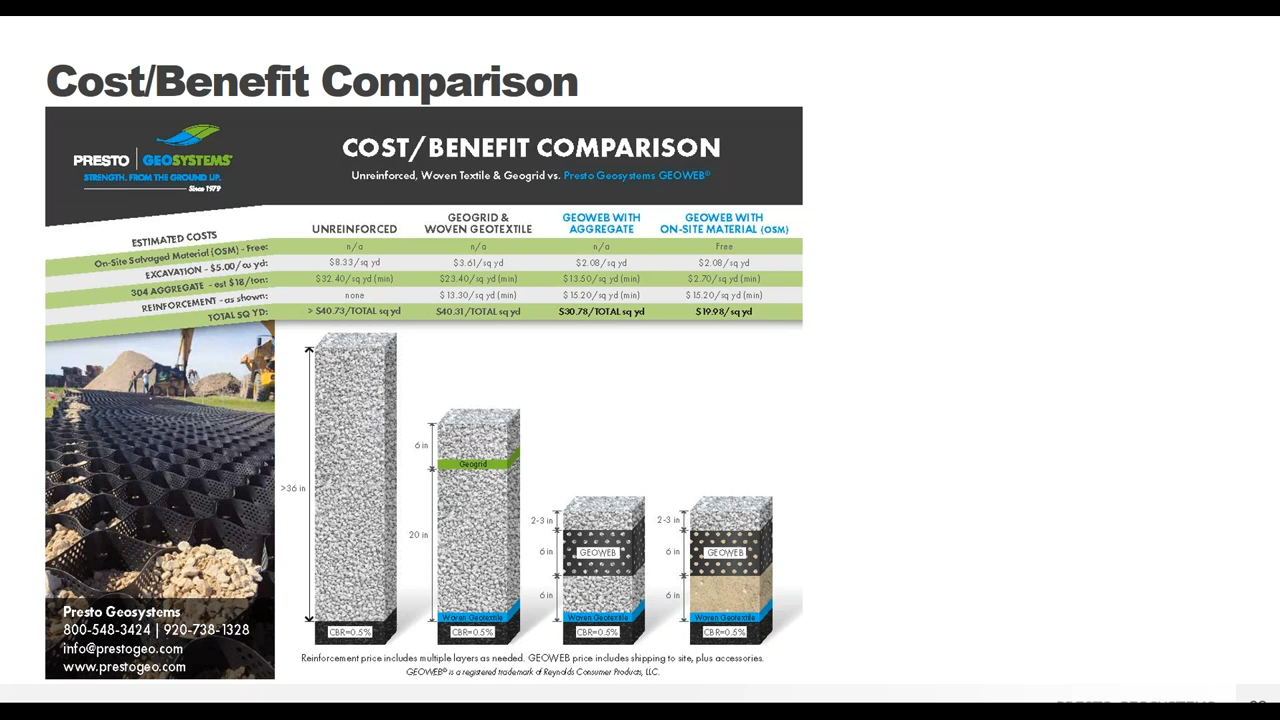 Cost/Benefit Comparison
PRESTO | GEOSYSTEMS®
STRENGTH. FROM THE GROUND UP.
Since 1979
COST/BENEFIT COMPARISON
Unreinforced, Woven Textile & Geogrid vs. Presto Geosystems GEOWEB®
ESTIMATED COSTS
UNREINFORCED
GEOGRID &
WOVEN GEOTEXTILE
GEOWEB WITH
AGGREGATE
GEOWEB WITH
ON-SITE MATERIAL (OSM)
On-Site Salvaged Material (OSM) - Free: n/a n/a n/a Free
EXCAVATION - $5.00/cu yd: $8.33/sq yd $3.61/sq yd $2.08/sq yd $2.08/sq yd
304 AGGREGATE - est $18/ton: $32.40/sq yd (min) $23.40/sq yd (min) $13.50/sq yd (min) $2.70/sq yd (min)
REINFORCEMENT - as shown: none $13.30/sq yd (min) $15.20/sq yd (min) $15.20/sq yd (min)
TOTAL SQ YD: > $40.73/TOTAL sq yd $40.31/TOTAL sq yd $30.78/TOTAL sq yd $19.98/sq yd
>36 in
CBR=0.5%
6 in
Geogrid
20 in
Woven Geotextile
CBR=0.5%
2-3 in
6 in
GEOWEB
6 in
Woven Geotextile
CBR=0.5%
2-3 in
6 in
GEOWEB
6 in
Woven Geotextile
CBR=0.5%
Presto Geosystems
800-548-3424 | 920-738-1328
info@prestogeo.com
www.prestogeo.com
Reinforcement price includes multiple layers as needed. GEOWEB price includes shipping to site, plus accessories.
GEOWEB® is a registered trademark of Reynolds Consumer Products, LLC.
PRESTO GEOSYSTEMS